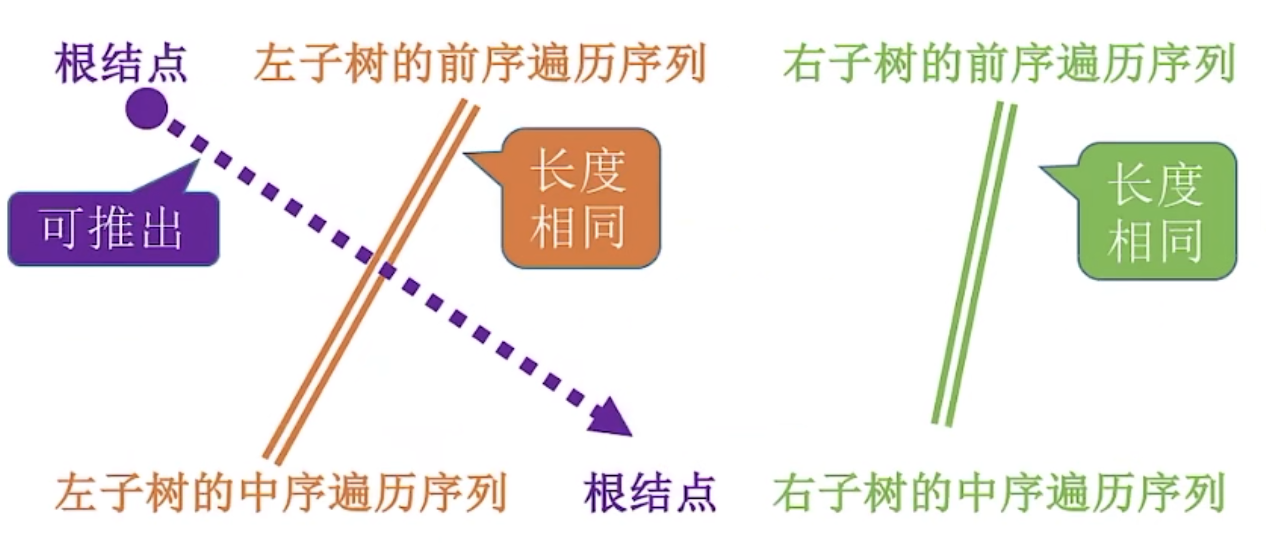 根结点 左子树的前序遍历序列 右子树的前序遍历序列
可推出
长度
相同
长度
相同
左子树的中序遍历序列 根结点 右子树的中序遍历序列